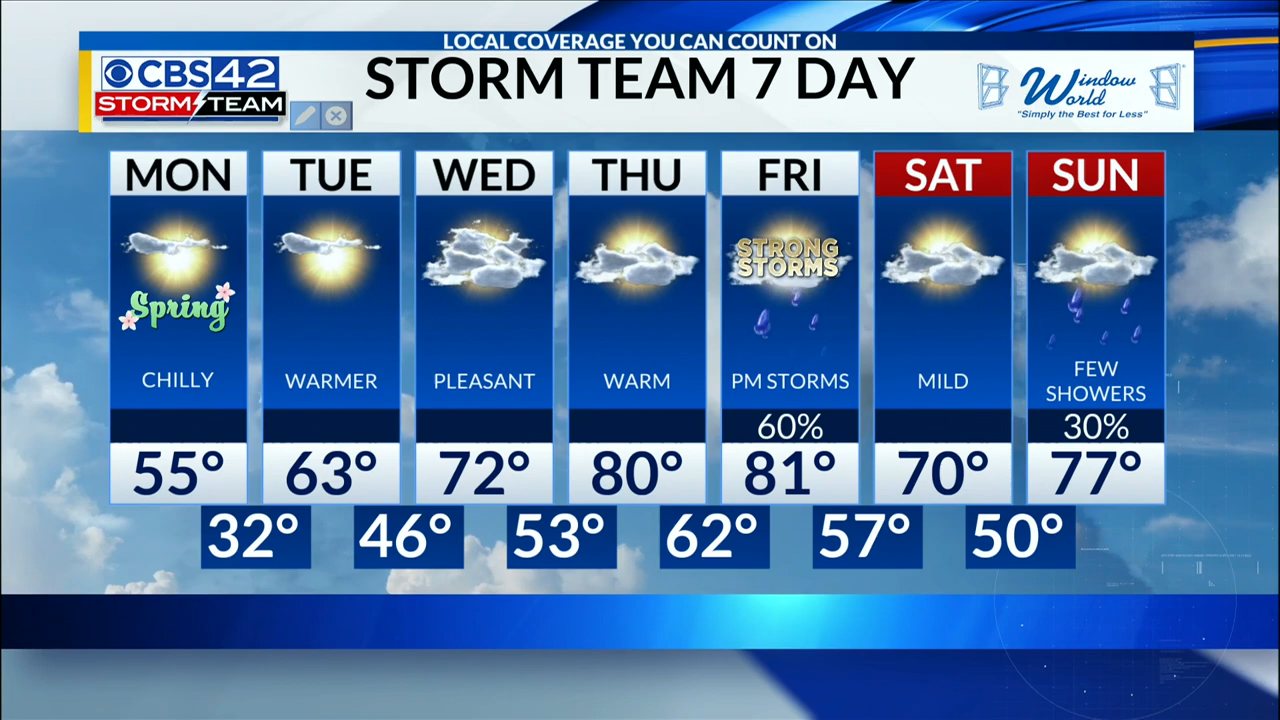 LOCAL COVERAGE YOU CAN COUNT ON
CBS 42
STORM TEAM
STORM TEAM 7 DAY
Window World
"Simply the Best for Less"
MON TUE WED THU FRI SAT SUN
Spring
STRONG
STORMS
CHILLY WARMER PLEASANT WARM PM STORMS MILD FEW SHOWERS
60% 30%
55° 63° 72° 80° 81° 70° 77°
32° 46° 53° 62° 57° 50°